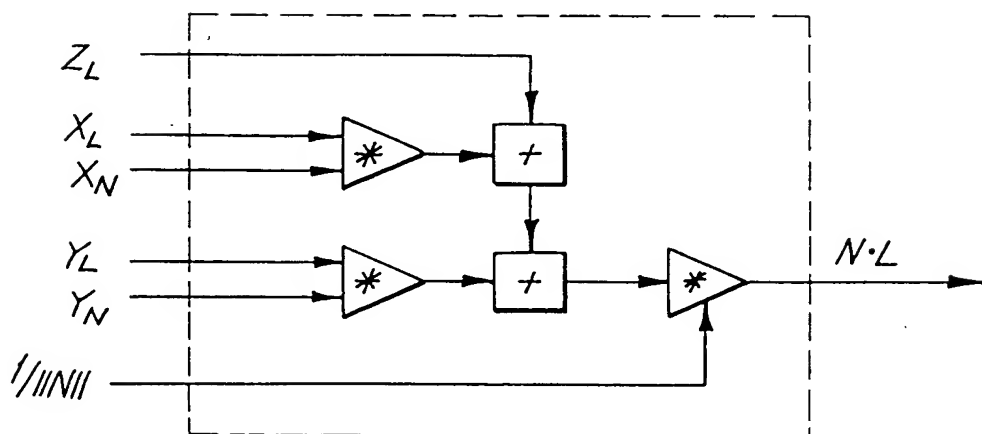 Z_L
X_L
X_N
*
+
Y_L
Y_N
*
+
*
N·L
1/||N||